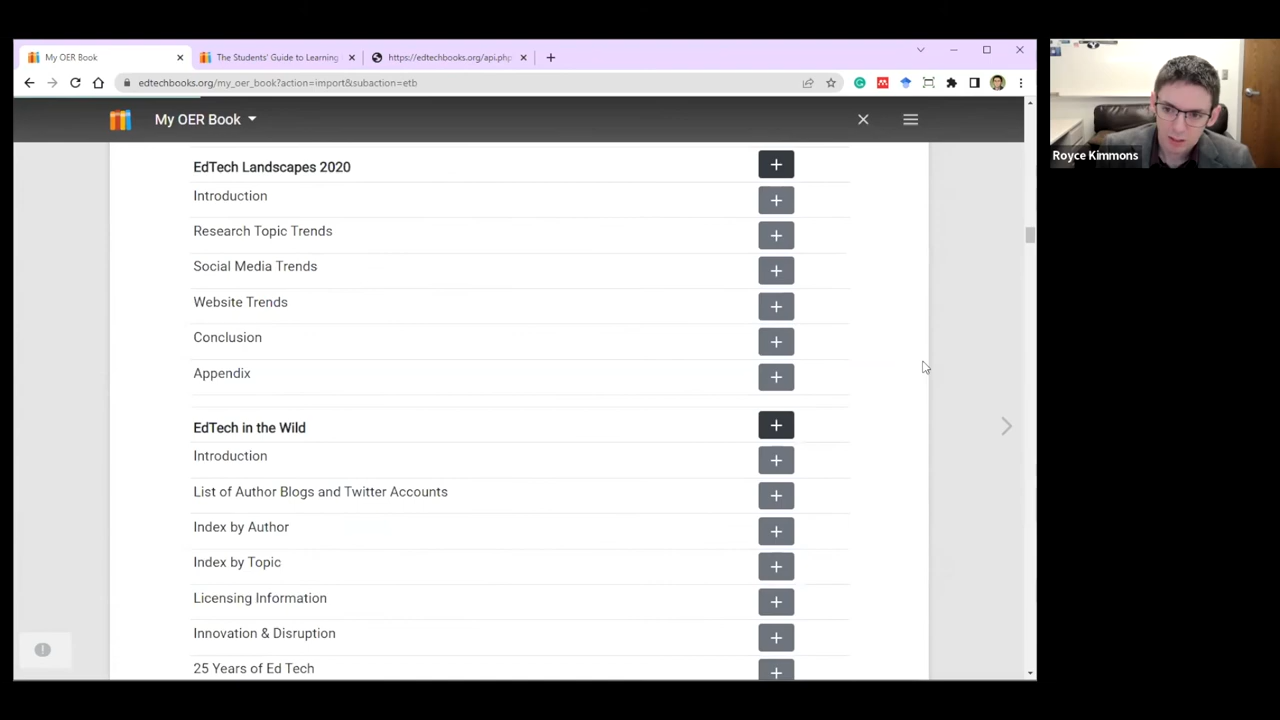 My OER Book
The Students' Guide to Learning
https://edtechbooks.org/api.php
edtechbooks.org/my_oer_book?action=import&subaction=etb
My OER Book
Royce Kimmons
EdTech Landscapes 2020
Introduction
Research Topic Trends
Social Media Trends
Website Trends
Conclusion
Appendix
EdTech in the Wild
Introduction
List of Author Blogs and Twitter Accounts
Index by Author
Index by Topic
Licensing Information
Innovation & Disruption
25 Years of Ed Tech